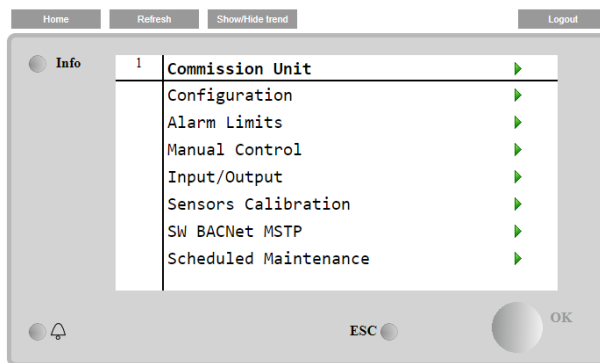 Home Refresh Show/Hide trend Logout
Info
1 Commission Unit
Configuration
Alarm Limits
Manual Control
Input/Output
Sensors Calibration
SW BACNet MSTP
Scheduled Maintenance
ESC OK